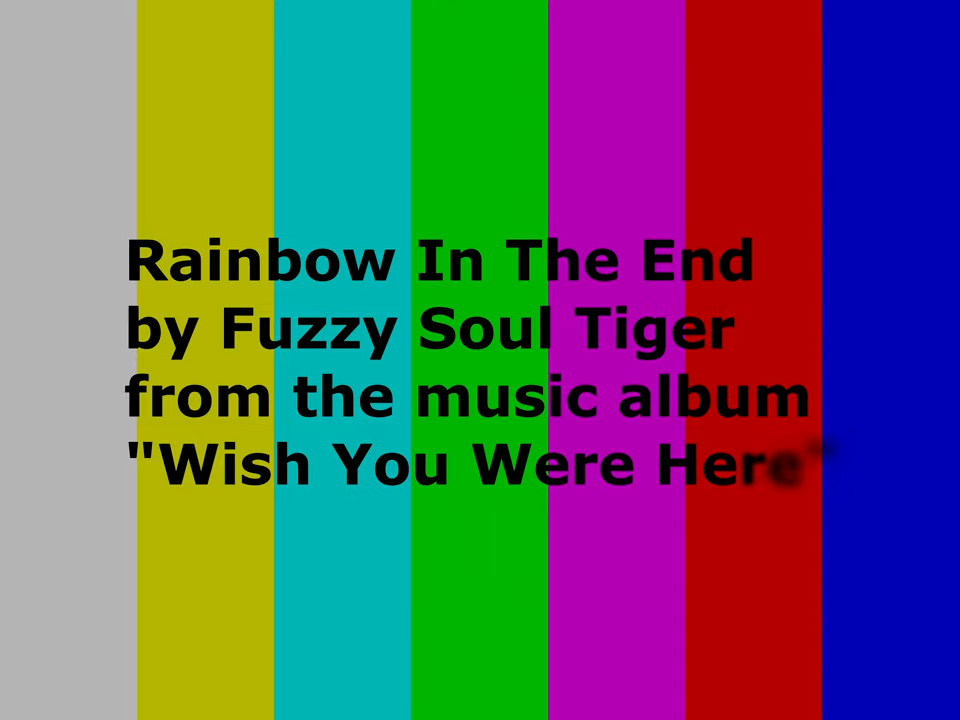 Rainbow In The End
by Fuzzy Soul Tiger
from the music album
"Wish You Were Here"